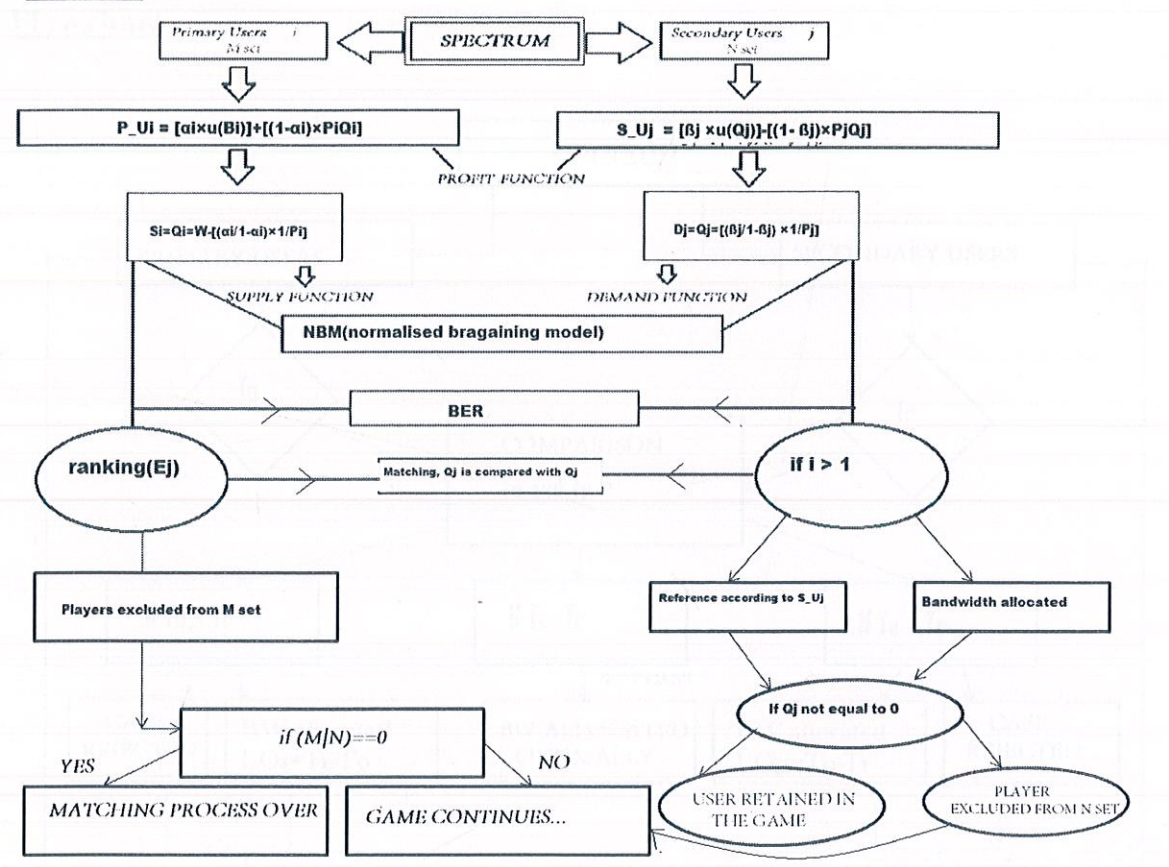 Primary Users i
M set
SPECTRUM
Secondary Users j
N set
P_Ui = [αi×u(Bi)]+[(1-αi)×PiQi]
S_Uj = [ßj ×u(Qj)]-[(1- ßj)×PjQj]
PROFIT FUNCTION
Si=Qi=W-[(αi/1-αi)×1/Pi]
Dj=Qj=[(ßj/1-ßj) ×1/Pj]
SUPPLY FUNCTION
DEMAND FUNCTION
NBM(normalised bragaining model)
BER
ranking(Ej)
Matching, Qj is compared with Qj
if i > 1
Players excluded from M set
Reference according to S_Uj
Bandwidth allocated
If Qj not equal to 0
if (M|N)==0
YES
NO
MATCHING PROCESS OVER
GAME CONTINUES...
USER RETAINED IN
THE GAME
PLAYER
EXCLUDED FROM N SET